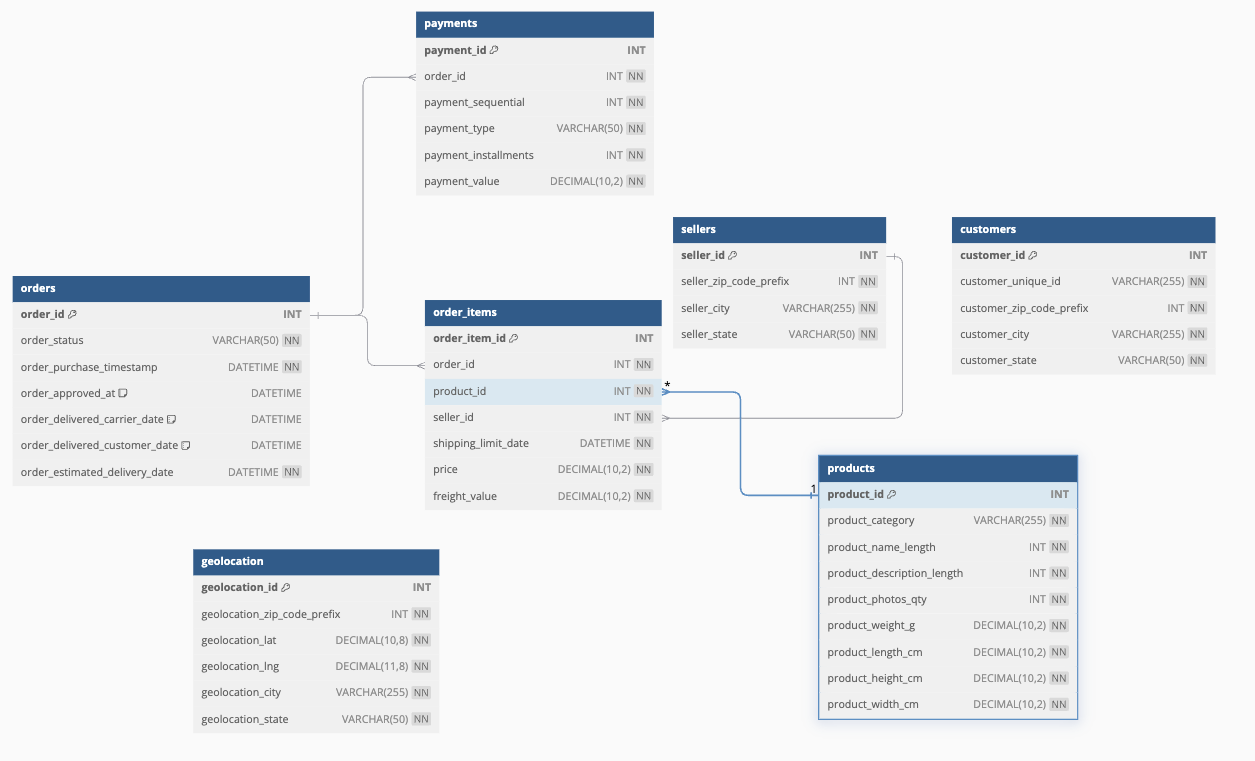 payments
payment_id INT
order_id INT NN
payment_sequential INT NN
payment_type VARCHAR(50) NN
payment_installments INT NN
payment_value DECIMAL(10,2) NN
sellers
seller_id INT
seller_zip_code_prefix INT NN
seller_city VARCHAR(255) NN
seller_state VARCHAR(50) NN
customers
customer_id INT
customer_unique_id VARCHAR(255) NN
customer_zip_code_prefix INT NN
customer_city VARCHAR(255) NN
customer_state VARCHAR(50) NN
orders
order_id INT
order_status VARCHAR(50) NN
order_purchase_timestamp DATETIME NN
order_approved_at DATETIME
order_delivered_carrier_date DATETIME
order_delivered_customer_date DATETIME
order_estimated_delivery_date DATETIME NN
order_items
order_item_id INT
order_id INT NN
product_id INT NN
*
seller_id INT NN
shipping_limit_date DATETIME NN
price DECIMAL(10,2) NN
freight_value DECIMAL(10,2) NN
products
1
product_id INT
product_category VARCHAR(255) NN
product_name_length INT NN
product_description_length INT NN
product_photos_qty INT NN
product_weight_g DECIMAL(10,2) NN
product_length_cm DECIMAL(10,2) NN
product_height_cm DECIMAL(10,2) NN
product_width_cm DECIMAL(10,2) NN
geolocation
geolocation_id INT
geolocation_zip_code_prefix INT NN
geolocation_lat DECIMAL(10,8) NN
geolocation_lng DECIMAL(11,8) NN
geolocation_city VARCHAR(255) NN
geolocation_state VARCHAR(50) NN